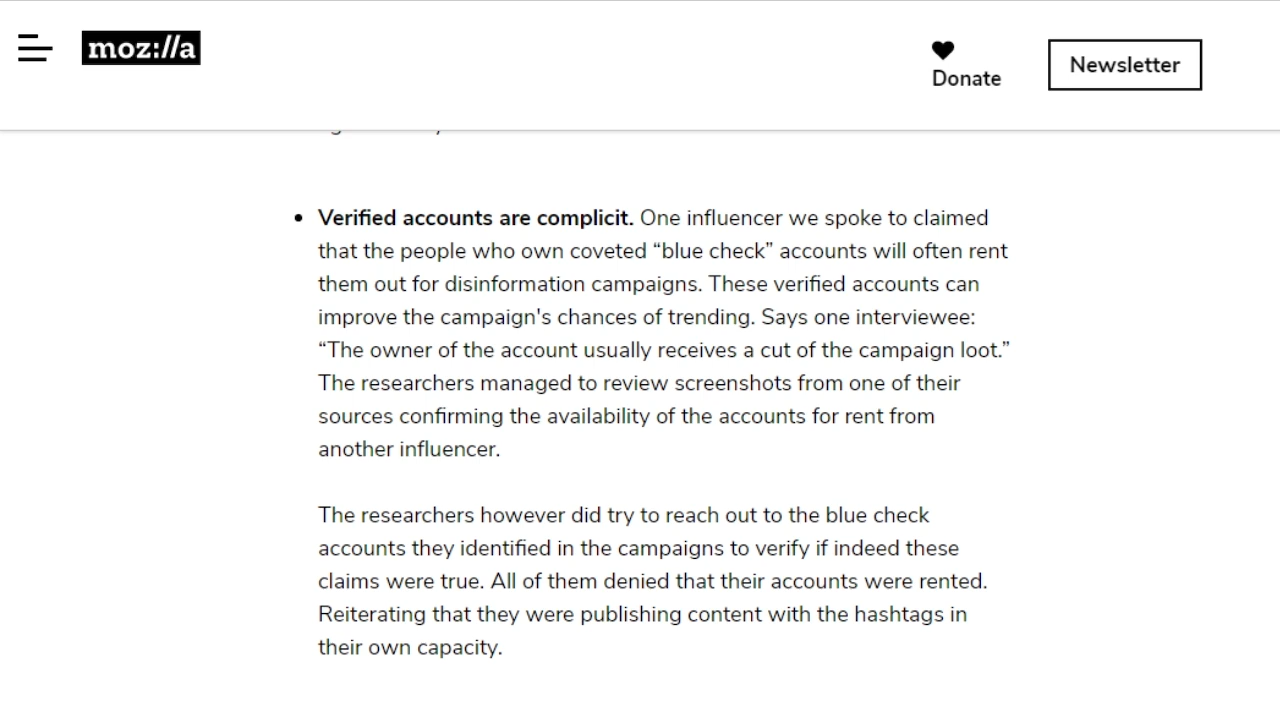 moz://a
Donate
Newsletter
Verified accounts are complicit. One influencer we spoke to claimed
that the people who own coveted “blue check” accounts will often rent
them out for disinformation campaigns. These verified accounts can
improve the campaign's chances of trending. Says one interviewee:
“The owner of the account usually receives a cut of the campaign loot.”
The researchers managed to review screenshots from one of their
sources confirming the availability of the accounts for rent from
another influencer.
The researchers however did try to reach out to the blue check
accounts they identified in the campaigns to verify if indeed these
claims were true. All of them denied that their accounts were rented.
Reiterating that they were publishing content with the hashtags in
their own capacity.